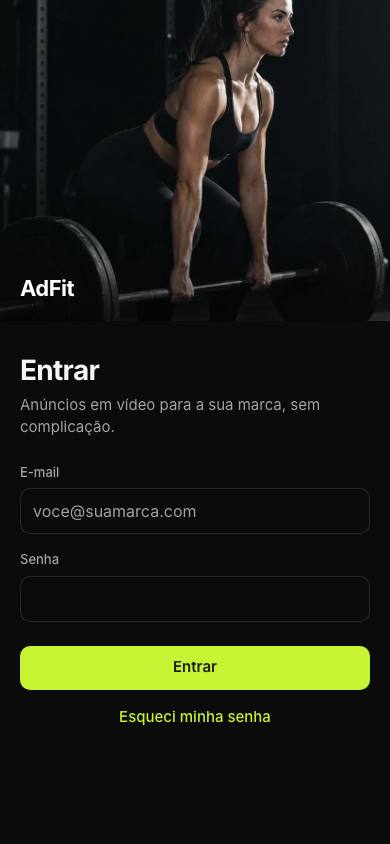 AdFit
Entrar
Anúncios em vídeo para a sua marca, sem
complicação.
E-mail
voce@suamarca.com
Senha
Entrar
Esqueci minha senha